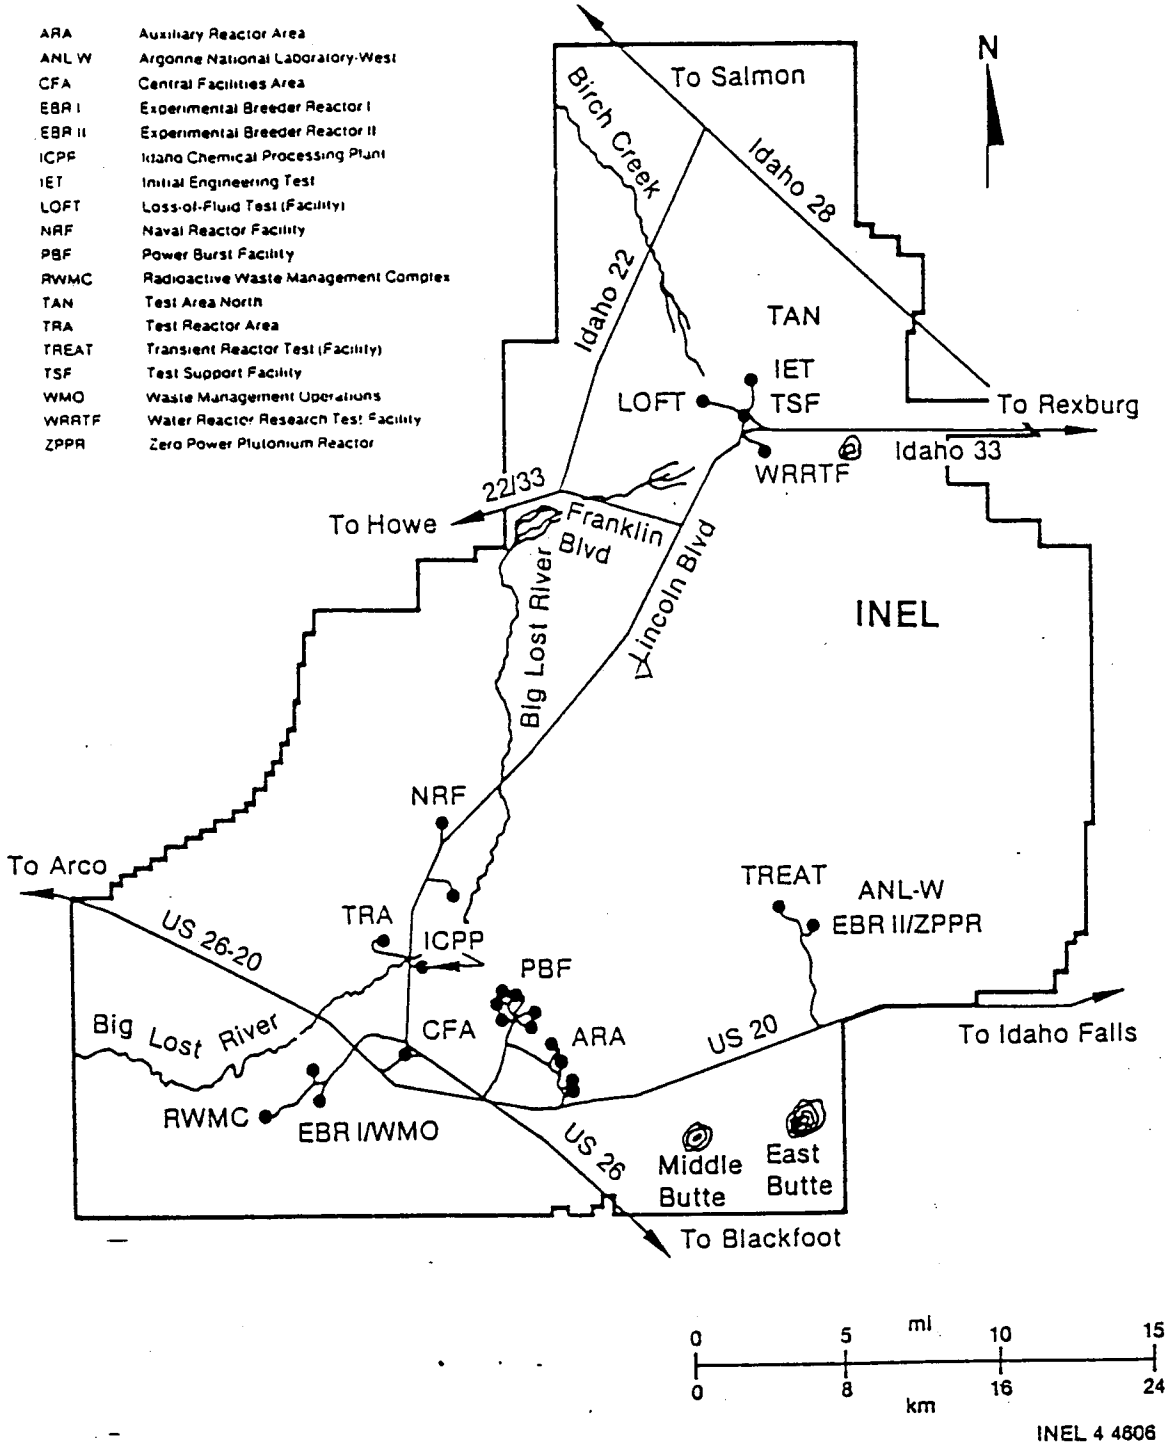 ARA Auxiliary Reactor Area
ANL W Argonne National Laboratory-West
CFA Central Facilities Area
EBR I Experimental Breeder Reactor I
EBR II Experimental Breeder Reactor II
ICPP Idaho Chemical Processing Plant
IET Initial Engineering Test
LOFT Loss-of-Fluid Test (Facility)
NRF Naval Reactor Facility
PBF Power Burst Facility
RWMC Radioactive Waste Management Complex
TAN Test Area North
TRA Test Reactor Area
TREAT Transient Reactor Test (Facility)
TSF Test Support Facility
WMO Waste Management Operations
WRRTF Water Reactor Research Test Facility
ZPPR Zero Power Plutonium Reactor
N
To Salmon
Birch Creek
Idaho 28
Idaho 22
TAN
IET
LOFT
TSF
To Rexburg
Idaho 33
WRRTF
22/33
To Howe
Franklin
Blvd
Lincoln Blvd
Big Lost River
INEL
NRF
To Arco
TREAT
ANL-W
EBR II/ZPPR
US 26-20
TRA
ICPP
PBF
Big Lost River
CFA
ARA
US 20
To Idaho Falls
RWMC
EBR I/WMO
US 26
Middle
Butte
East
Butte
To Blackfoot
0 5 mi 10 15
0 8 16 24
km
INEL 4 4606